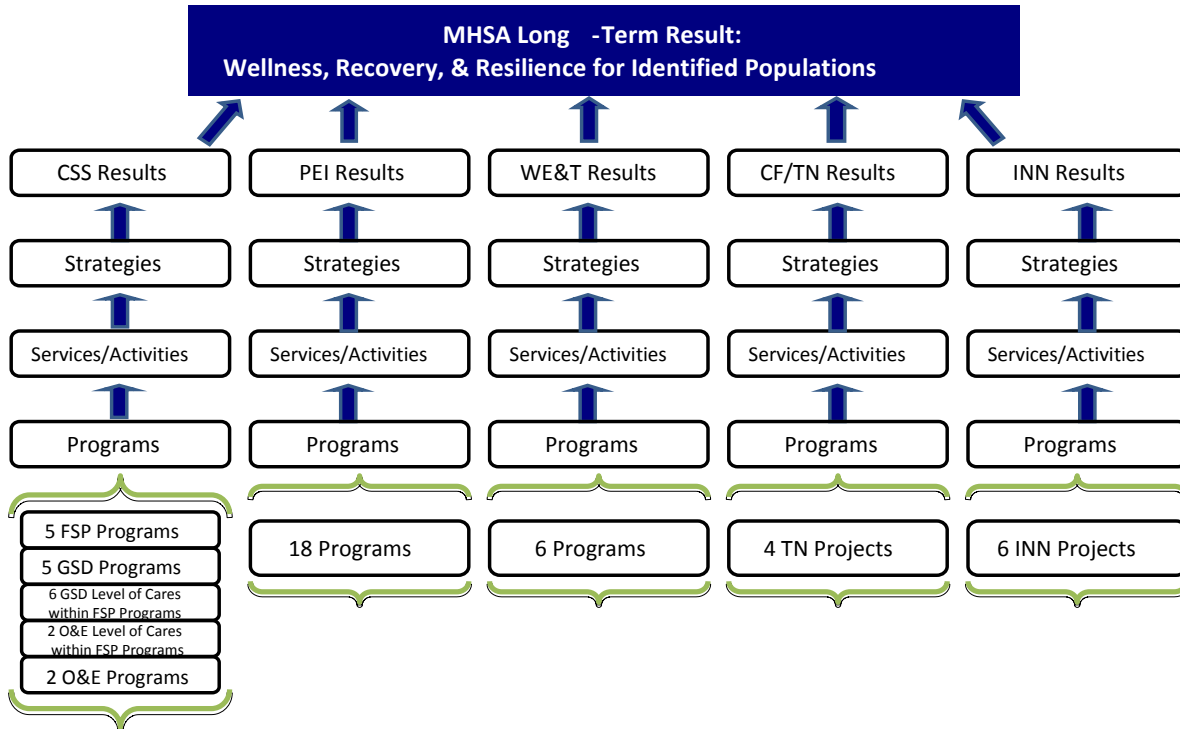 MHSA Long -Term Result:
Wellness, Recovery, & Resilience for Identified Populations
CSS Results
PEI Results
WE&T Results
CF/TN Results
INN Results
Strategies
Strategies
Strategies
Strategies
Strategies
Services/Activities
Services/Activities
Services/Activities
Services/Activities
Services/Activities
Programs
Programs
Programs
Programs
Programs
5 FSP Programs
5 GSD Programs
6 GSD Level of Cares
within FSP Programs
2 O&E Level of Cares
within FSP Programs
2 O&E Programs
18 Programs
6 Programs
4 TN Projects
6 INN Projects